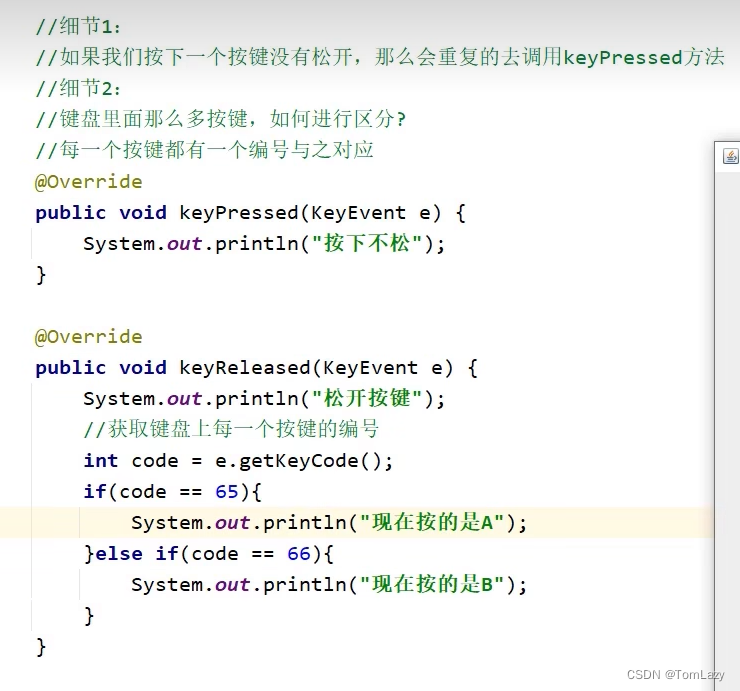 //细节1：
//如果我们按下一个按键没有松开，那么会重复的去调用keyPressed方法
//细节2：
//键盘里面那么多按键，如何进行区分？
//每一个按键都有一个编号与之对应
@Override
public void keyPressed(KeyEvent e) {
    System.out.println("按下不松");
}
@Override
public void keyReleased(KeyEvent e) {
    System.out.println("松开按键");
    //获取键盘上每一个按键的编号
    int code = e.getKeyCode();
    if(code == 65){
        System.out.println("现在按的是A");
    }else if(code == 66){
        System.out.println("现在按的是B");
    }
}
CSDN @TomLazy